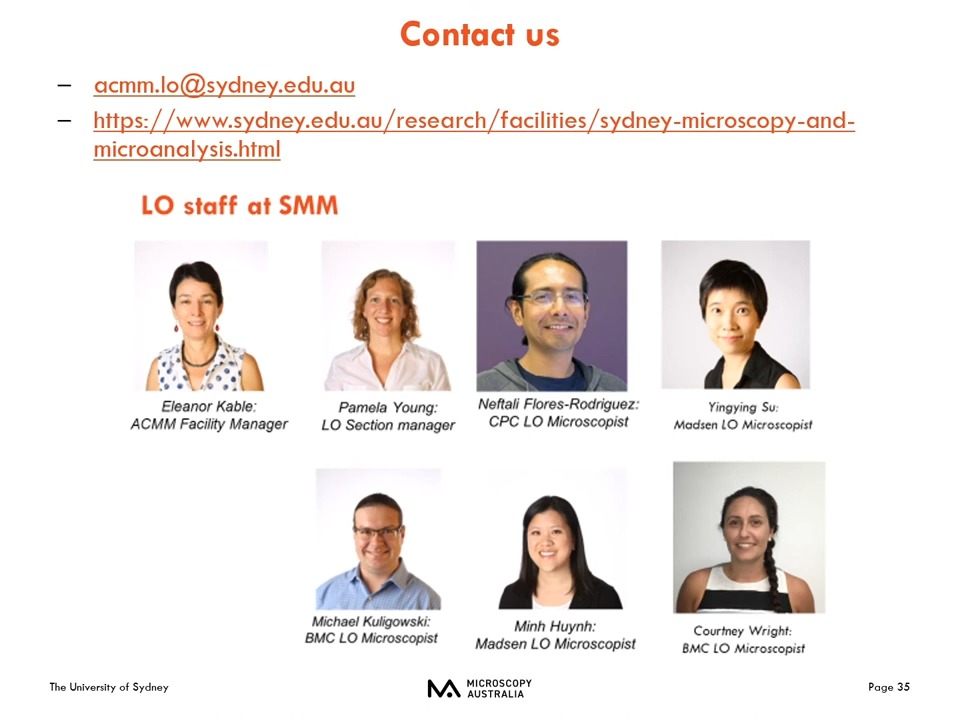 Contact us
– acmm.lo@sydney.edu.au
– https://www.sydney.edu.au/research/facilities/sydney-microscopy-and-
microanalysis.html
LO staff at SMM
Eleanor Kable:
ACMM Facility Manager
Pamela Young:
LO Section manager
Neftali Flores-Rodriguez:
CPC LO Microscopist
Yingying Su:
Madsen LO Microscopist
Michael Kuligowski:
BMC LO Microscopist
Minh Huynh:
Madsen LO Microscopist
Courtney Wright:
BMC LO Microscopist
The University of Sydney
MICROSCOPY
AUSTRALIA
Page 35